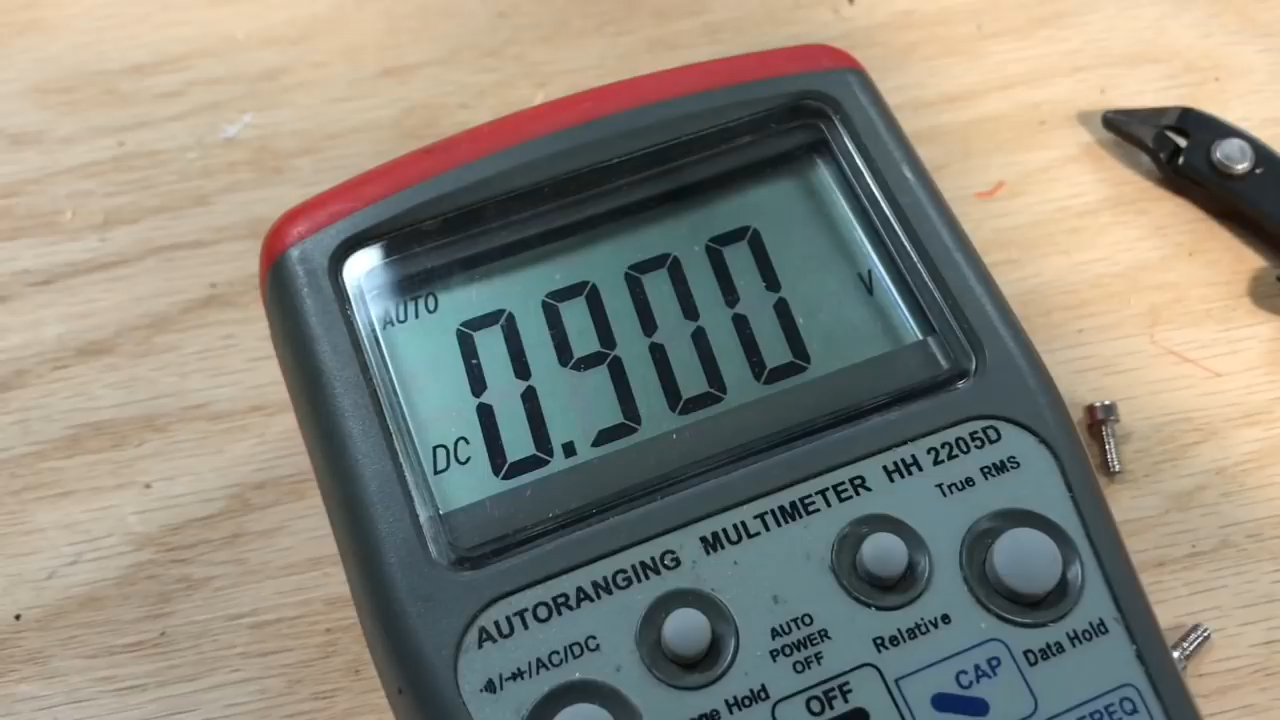 AUTO
DC 0.900 V
AUTORANGING MULTIMETER HH 2205D
True RMS
/AC/DC
AUTO
POWER
OFF
Relative
Data Hold
Hold
OFF
CAP
FREQ